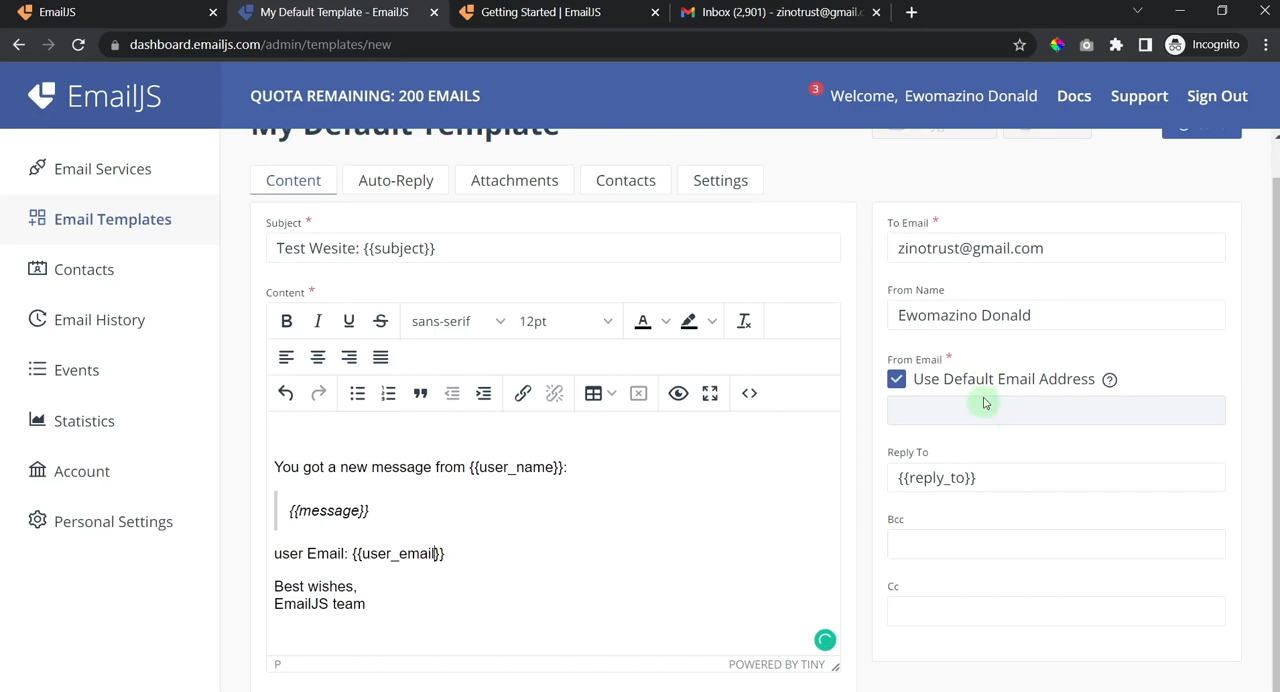 EmailJS
My Default Template - EmailJS
Getting Started | EmailJS
Inbox (2,901) - zinotrust@gmail.c
dashboard.emailjs.com/admin/templates/new
Incognito
EmailJS
QUOTA REMAINING: 200 EMAILS
3
Welcome, Ewomazino Donald
Docs
Support
Sign Out
My Default Template
Email Services
Email Templates
Contacts
Email History
Events
Statistics
Account
Personal Settings
Content
Auto-Reply
Attachments
Contacts
Settings
Subject *
Test Wesite: {{subject}}
Content *
sans-serif
12pt
You got a new message from {{user_name}}:
{{message}}
user Email: {{user_email}}
Best wishes,
EmailJS team
P
POWERED BY TINY
To Email *
zinotrust@gmail.com
From Name
Ewomazino Donald
From Email *
Use Default Email Address
Reply To
{{reply_to}}
Bcc
Cc